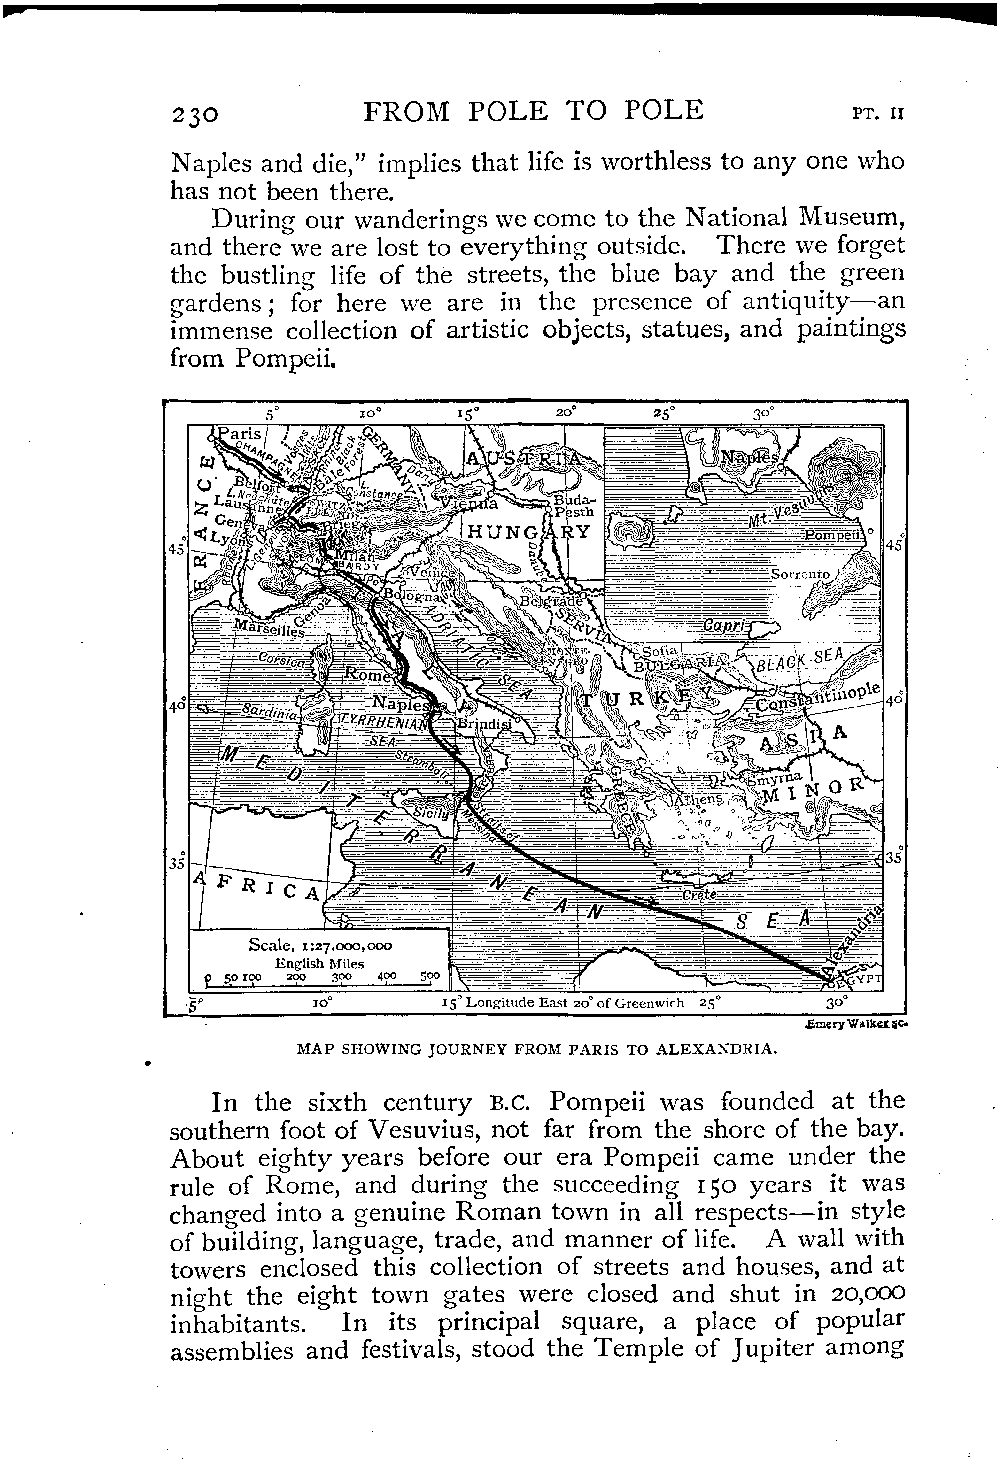 230 FROM POLE TO POLE PT. II
Naples and die,” implies that life is worthless to any one who
has not been there.
During our wanderings we come to the National Museum,
and there we are lost to everything outside. There we forget
the bustling life of the streets, the blue bay and the green
gardens; for here we are in the presence of antiquity—an
immense collection of artistic objects, statues, and paintings
from Pompeii.
5° 10° 15° 20° 25° 30°
Paris
CHAMPAGNE
Vosges
Black Forest
GERMANY
AUSTRIA
Naples
FRANCE
Belfort
L. Constance
Lausanne
Vienna
Buda-
Pesth
Mt. Vesuvius
Geneva
Brieg
HUNGARY
Pompeii
45° 45°
Lyons
Milan
Danube
Venice
Sorrento
Bologna
Belgrade
Genoa
SERVIA
Capri
Marseilles
ADRIATIC SEA
Sofia
BULGARIA
BLACK SEA
Corsica
Rome
TURKEY
Constantinople
40° 40°
Naples
Sardinia
TYRRHENIAN
SEA
Brindisi
ASIA
MINOR
Stromboli
Smyrna
GREECE
Athens
MEDITERRANEAN SEA
Sicily
Messina
35° 35°
AFRICA
Crete
Alexandria
EGYPT
Scale, 1:27,000,000
English Miles
0 50 100 200 300 400 500
5° 10° 15° Longitude East 20° of Greenwich 25° 30°
Emery Walker sc.
MAP SHOWING JOURNEY FROM PARIS TO ALEXANDRIA.
In the sixth century B.C. Pompeii was founded at the
southern foot of Vesuvius, not far from the shore of the bay.
About eighty years before our era Pompeii came under the
rule of Rome, and during the succeeding 150 years it was
changed into a genuine Roman town in all respects—in style
of building, language, trade, and manner of life. A wall with
towers enclosed this collection of streets and houses, and at
night the eight town gates were closed and shut in 20,000
inhabitants. In its principal square, a place of popular
assemblies and festivals, stood the Temple of Jupiter among